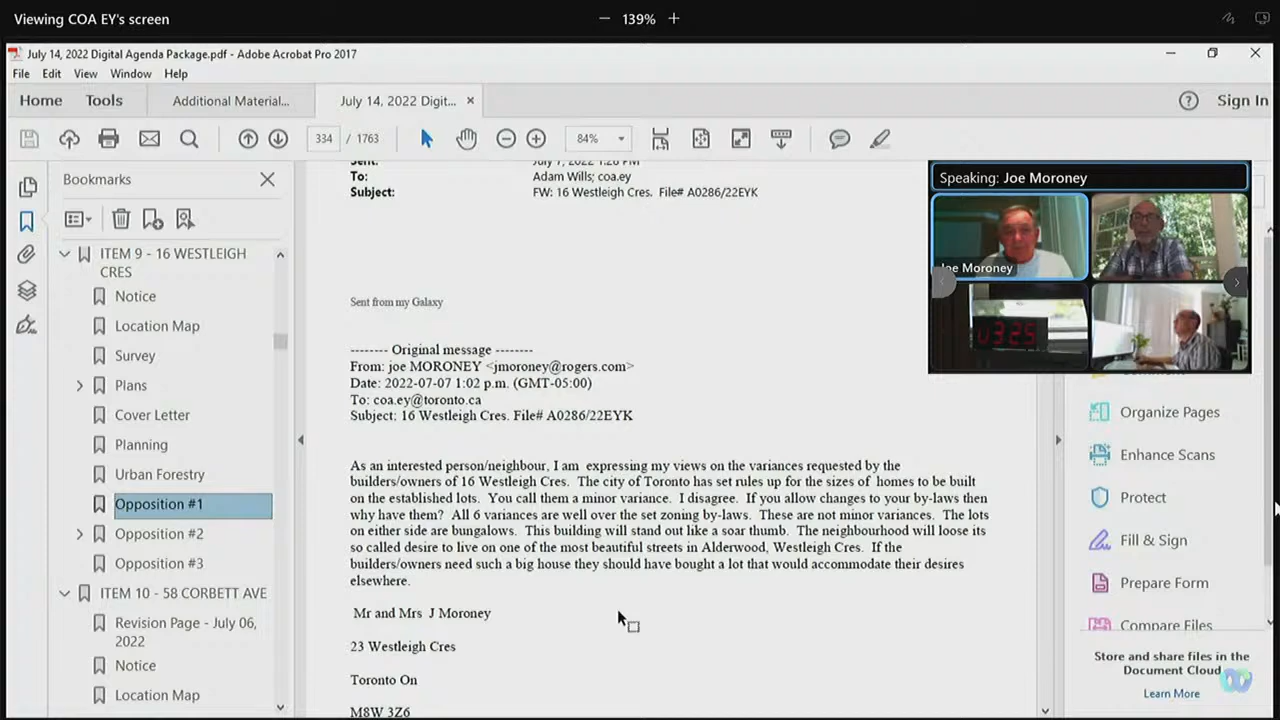 Viewing COA EY's screen
139%
July 14, 2022 Digital Agenda Package.pdf - Adobe Acrobat Pro 2017
File Edit View Window Help
Home Tools Additional Material... July 14, 2022 Digit... Sign In
334 / 1763 84%
Bookmarks
ITEM 9 - 16 WESTLEIGH
CRES
Notice
Location Map
Survey
Plans
Cover Letter
Planning
Urban Forestry
Opposition #1
Opposition #2
Opposition #3
ITEM 10 - 58 CORBETT AVE
Revision Page - July 06,
2022
Notice
Location Map
Sent: July 7, 2022 1:28 PM
To: Adam Wills; coa.ey
Subject: FW: 16 Westleigh Cres. File# A0286/22EYK
Sent from my Galaxy
-------- Original message --------
From: joe MORONEY <jmoroney@rogers.com>
Date: 2022-07-07 1:02 p.m. (GMT-05:00)
To: coa.ey@toronto.ca
Subject: 16 Westleigh Cres. File# A0286/22EYK
As an interested person/neighbour, I am expressing my views on the variances requested by the
builders/owners of 16 Westleigh Cres. The city of Toronto has set rules up for the sizes of homes to be built
on the established lots. You call them a minor variance. I disagree. If you allow changes to your by-laws then
why have them? All 6 variances are well over the set zoning by-laws. These are not minor variances. The lots
on either side are bungalows. This building will stand out like a soar thumb. The neighbourhood will loose its
so called desire to live on one of the most beautiful streets in Alderwood, Westleigh Cres. If the
builders/owners need such a big house they should have bought a lot that would accommodate their desires
elsewhere.
Mr and Mrs J Moroney
23 Westleigh Cres
Toronto On
M8W 3Z6
Speaking: Joe Moroney
Joe Moroney
Organize Pages
Enhance Scans
Protect
Fill & Sign
Prepare Form
Compare Files
Store and share files in the
Document Cloud
Learn More